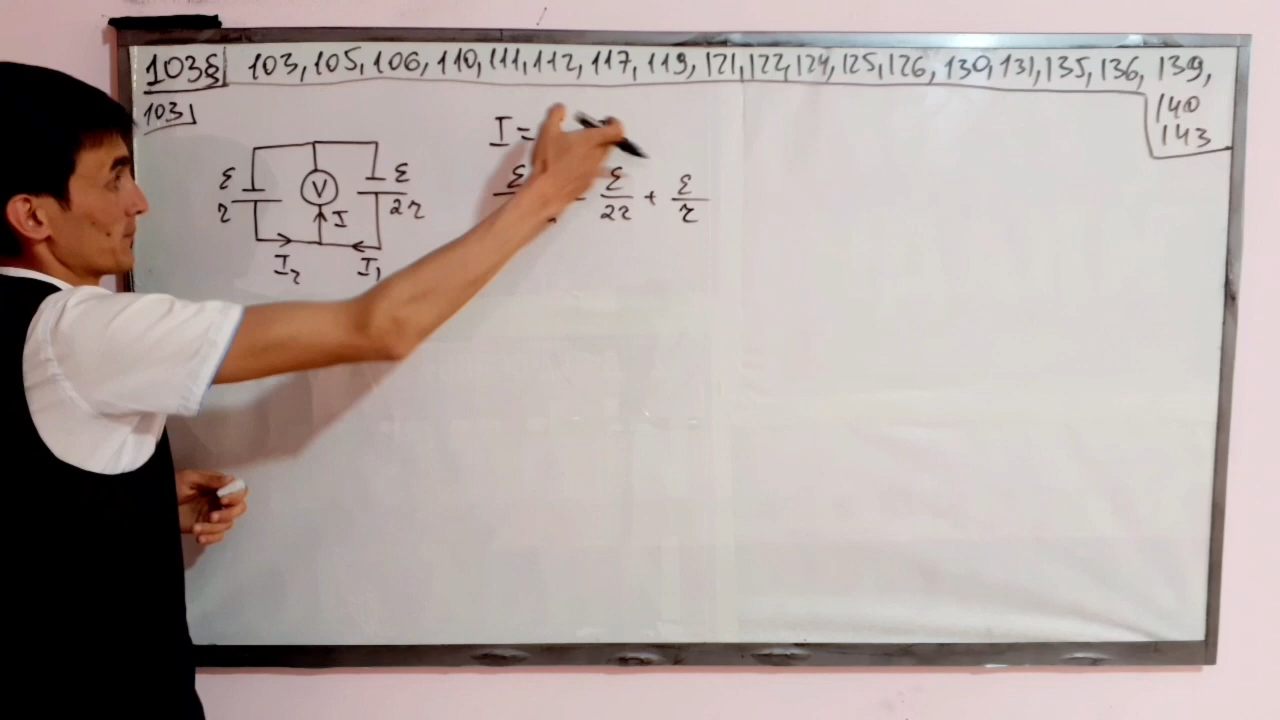 103§ 103, 105, 106, 110, 111, 112, 117, 119, 121, 122, 124, 125, 126, 130, 131, 135, 136, 139,
140
143
103
ε V ε
r 2r
I
I₂ I₁
I =
ε ε/2r + ε/r